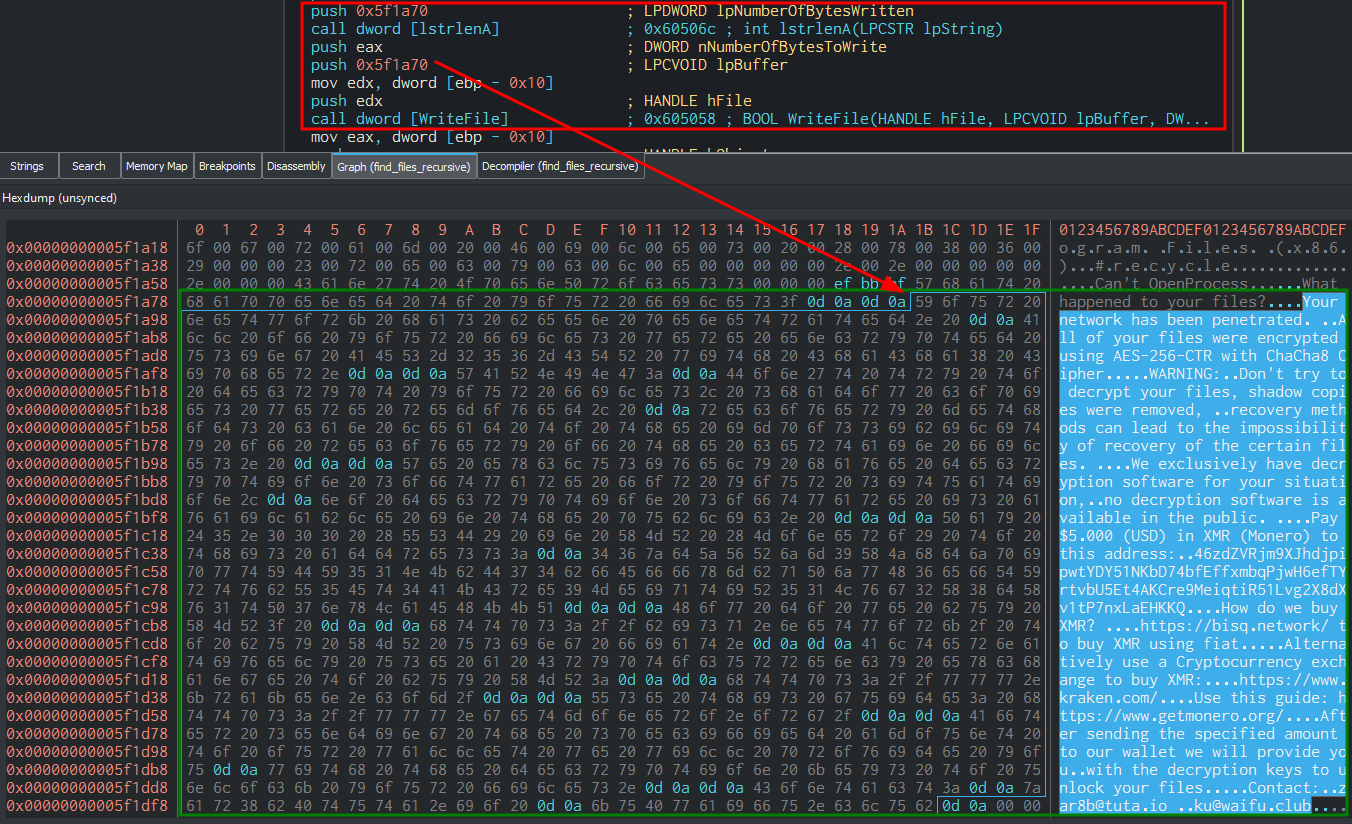 push 0x5f1a70 ; LPDWORD lpNumberOfBytesWritten
call dword [lstrlenA] ; 0x60506c ; int lstrlenA(LPCSTR lpString)
push eax ; DWORD nNumberOfBytesToWrite
push 0x5f1a70 ; LPCVOID lpBuffer
mov edx, dword [ebp - 0x10]
push edx ; HANDLE hFile
call dword [WriteFile] ; 0x605058 ; BOOL WriteFile(HANDLE hFile, LPCVOID lpBuffer, DW...
mov eax, dword [ebp - 0x10]
Strings Search Memory Map Breakpoints Disassembly Graph (find_files_recursive) Decompiler (find_files_recursive)
Hexdump (unsynced)
0 1 2 3 4 5 6 7 8 9 A B C D E F 10 11 12 13 14 15 16 17 18 19 1A 1B 1C 1D 1E 1F 0123456789ABCDEF0123456789ABCDEF
0x00000000005f1a18 6f 00 67 00 72 00 61 00 6d 00 20 00 46 00 69 00 6c 00 65 00 73 00 20 00 28 00 78 00 38 00 36 00 o.g.r.a.m. .F.i.l.e.s. .(.x.8.6.
0x00000000005f1a38 29 00 00 00 23 00 72 00 65 00 63 00 79 00 63 00 6c 00 65 00 00 00 00 00 2e 00 2e 00 00 00 00 00 )...#.r.e.c.y.c.l.e.............
0x00000000005f1a58 2e 00 00 00 43 61 6e 27 74 20 4f 70 65 6e 50 72 6f 63 65 73 73 00 00 00 ef bb bf 57 68 61 74 20 ....Can't OpenProcess......What
0x00000000005f1a78 68 61 70 70 65 6e 65 64 20 74 6f 20 79 6f 75 72 20 66 69 6c 65 73 3f 0d 0a 0d 0a 59 6f 75 72 20 happened to your files?....Your
0x00000000005f1a98 6e 65 74 77 6f 72 6b 20 68 61 73 20 62 65 65 6e 20 70 65 6e 65 74 72 61 74 65 64 2e 20 0d 0a 41 network has been penetrated. ..A
0x00000000005f1ab8 6c 6c 20 6f 66 20 79 6f 75 72 20 66 69 6c 65 73 20 77 65 72 65 20 65 6e 63 72 79 70 74 65 64 20 ll of your files were encrypted
0x00000000005f1ad8 75 73 69 6e 67 20 41 45 53 2d 32 35 36 2d 43 54 52 20 77 69 74 68 20 43 68 61 43 68 61 38 20 43 using AES-256-CTR with ChaCha8 C
0x00000000005f1af8 69 70 68 65 72 2e 0d 0a 0d 0a 57 41 52 4e 49 4e 47 3a 0d 0a 44 6f 6e 27 74 20 74 72 79 20 74 6f ipher.....WARNING:..Don't try to
0x00000000005f1b18 20 64 65 63 72 79 70 74 20 79 6f 75 72 20 66 69 6c 65 73 2c 20 73 68 61 64 6f 77 20 63 6f 70 69 decrypt your files, shadow copi
0x00000000005f1b38 65 73 20 77 65 72 65 20 72 65 6d 6f 76 65 64 2c 20 0d 0a 72 65 63 6f 76 65 72 79 20 6d 65 74 68 es were removed, ..recovery meth
0x00000000005f1b58 6f 64 73 20 63 61 6e 20 6c 65 61 64 20 74 6f 20 74 68 65 20 69 6d 70 6f 73 73 69 62 69 6c 69 74 ods can lead to the impossibilit
0x00000000005f1b78 79 20 6f 66 20 72 65 63 6f 76 65 72 79 20 6f 66 20 74 68 65 20 63 65 72 74 61 69 6e 20 66 69 6c y of recovery of the certain fil
0x00000000005f1b98 65 73 2e 20 0d 0a 0d 0a 57 65 20 65 78 63 6c 75 73 69 76 65 6c 79 20 68 61 76 65 20 64 65 63 72 es. ....We exclusively have decr
0x00000000005f1bb8 79 70 74 69 6f 6e 20 73 6f 66 74 77 61 72 65 20 66 6f 72 20 79 6f 75 72 20 73 69 74 75 61 74 69 yption software for your situati
0x00000000005f1bd8 6f 6e 2c 0d 0a 6e 6f 20 64 65 63 72 79 70 74 69 6f 6e 20 73 6f 66 74 77 61 72 65 20 69 73 20 61 on,..no decryption software is a
0x00000000005f1bf8 76 61 69 6c 61 62 6c 65 20 69 6e 20 74 68 65 20 70 75 62 6c 69 63 2e 20 0d 0a 0d 0a 50 61 79 20 vailable in the public. ....Pay
0x00000000005f1c18 24 35 2e 30 30 30 20 28 55 53 44 29 20 69 6e 20 58 4d 52 20 28 4d 6f 6e 65 72 6f 29 20 74 6f 20 $5.000 (USD) in XMR (Monero) to
0x00000000005f1c38 74 68 69 73 20 61 64 64 72 65 73 73 3a 0d 0a 34 36 7a 64 5a 56 52 6a 6d 39 58 4a 68 64 6a 70 69 this address:..46zdZVRjm9XJhdjpi
0x00000000005f1c58 70 77 74 59 44 59 35 31 4e 4b 62 44 37 34 62 66 45 66 66 78 6d 62 71 50 6a 77 48 36 65 66 54 59 pwtYDY51NKbD74bfEffxmbqPjwH6efTY
0x00000000005f1c78 72 74 76 62 55 35 45 74 34 41 4b 43 72 65 39 4d 65 69 71 74 69 52 35 31 4c 76 67 32 58 38 64 58 rtvbU5Et4AKCre9MeiqtiR51Lvg2X8dX
0x00000000005f1c98 76 31 74 50 37 6e 78 4c 61 45 48 4b 4b 51 0d 0a 0d 0a 48 6f 77 20 64 6f 20 77 65 20 62 75 79 20 v1tP7nxLaEHKKQ....How do we buy
0x00000000005f1cb8 58 4d 52 3f 20 0d 0a 0d 0a 68 74 74 70 73 3a 2f 2f 62 69 73 71 2e 6e 65 74 77 6f 72 6b 2f 20 74 XMR? ....https://bisq.network/ t
0x00000000005f1cd8 6f 20 62 75 79 20 58 4d 52 20 75 73 69 6e 67 20 66 69 61 74 2e 0d 0a 0d 0a 41 6c 74 65 72 6e 61 o buy XMR using fiat.....Alterna
0x00000000005f1cf8 74 69 76 65 6c 79 20 75 73 65 20 61 20 43 72 79 70 74 6f 63 75 72 72 65 6e 63 79 20 65 78 63 68 tively use a Cryptocurrency exch
0x00000000005f1d18 61 6e 67 65 20 74 6f 20 62 75 79 20 58 4d 52 3a 0d 0a 0d 0a 68 74 74 70 73 3a 2f 2f 77 77 77 2e ange to buy XMR:....https://www.
0x00000000005f1d38 6b 72 61 6b 65 6e 2e 63 6f 6d 2f 0d 0a 0d 0a 55 73 65 20 74 68 69 73 20 67 75 69 64 65 3a 20 68 kraken.com/....Use this guide: h
0x00000000005f1d58 74 74 70 73 3a 2f 2f 77 77 77 2e 67 65 74 6d 6f 6e 65 72 6f 2e 6f 72 67 2f 0d 0a 0d 0a 41 66 74 ttps://www.getmonero.org/....Aft
0x00000000005f1d78 65 72 20 73 65 6e 64 69 6e 67 20 74 68 65 20 73 70 65 63 69 66 69 65 64 20 61 6d 6f 75 6e 74 20 er sending the specified amount
0x00000000005f1d98 74 6f 20 6f 75 72 20 77 61 6c 6c 65 74 20 77 65 20 77 69 6c 6c 20 70 72 6f 76 69 64 65 20 79 6f to our wallet we will provide yo
0x00000000005f1db8 75 0d 0a 77 69 74 68 20 74 68 65 20 64 65 63 72 79 70 74 69 6f 6e 20 6b 65 79 73 20 74 6f 20 75 u..with the decryption keys to u
0x00000000005f1dd8 6e 6c 6f 63 6b 20 79 6f 75 72 20 66 69 6c 65 73 2e 0d 0a 0d 0a 43 6f 6e 74 61 63 74 3a 0d 0a 7a nlock your files.....Contact:..z
0x00000000005f1df8 61 72 38 62 40 74 75 74 61 2e 69 6f 20 0d 0a 6b 75 40 77 61 69 66 75 2e 63 6c 75 62 0d 0a 00 00 ar8b@tuta.io ..ku@waifu.club....